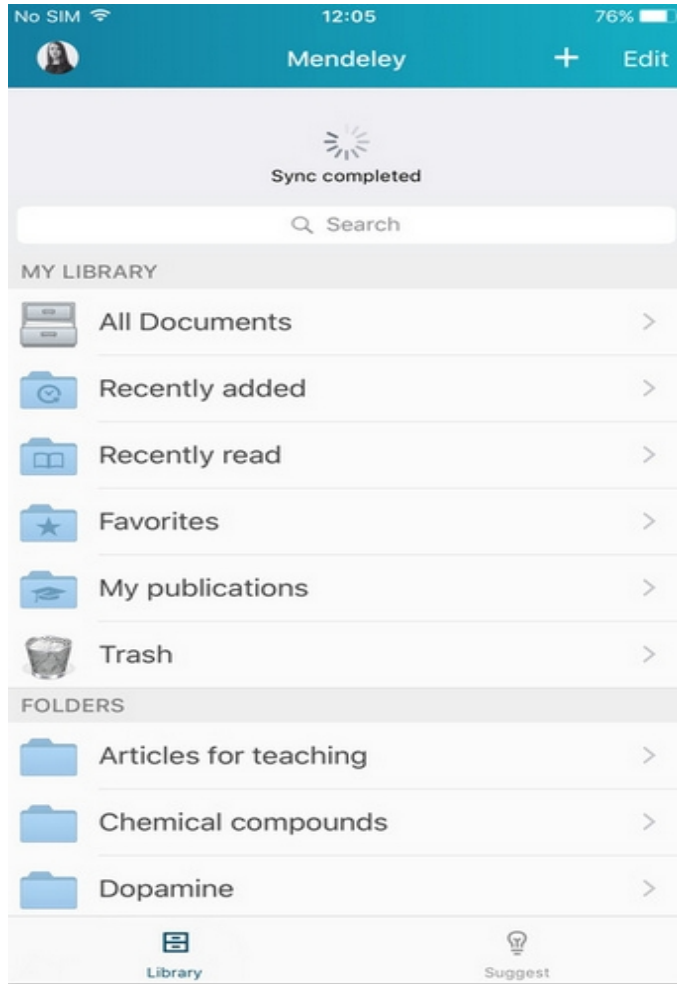 No SIM 12:05 76%
Mendeley + Edit
Sync completed
Search
MY LIBRARY
All Documents
Recently added
Recently read
Favorites
My publications
Trash
FOLDERS
Articles for teaching
Chemical compounds
Dopamine
Library Suggest